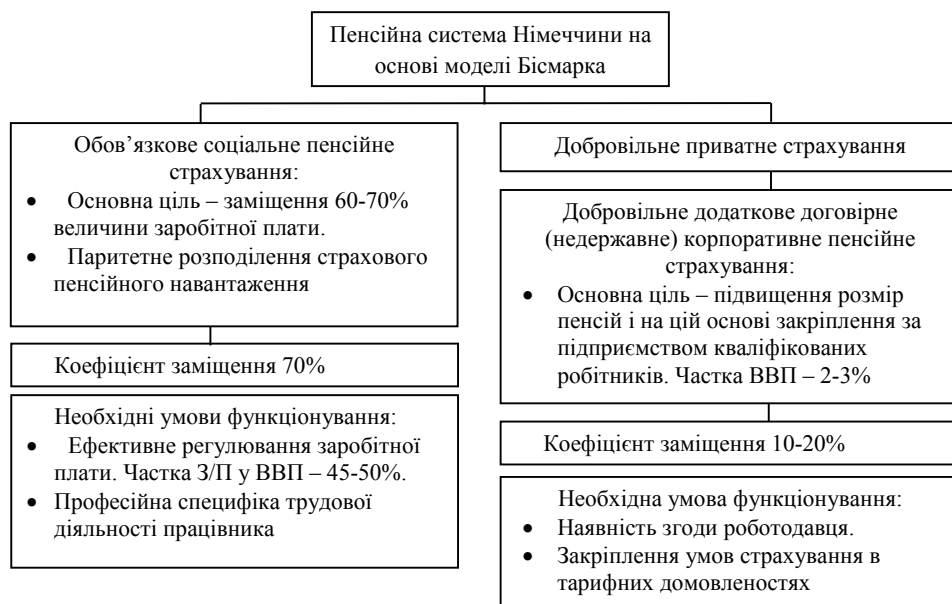 Пенсійна система Німеччини на
основі моделі Бісмарка
Обов’язкове соціальне пенсійне
страхування:
• Основна ціль – заміщення 60-70%
величини заробітної плати.
• Паритетне розподілення страхового
пенсійного навантаження
Коефіцієнт заміщення 70%
Необхідні умови функціонування:
• Ефективне регулювання заробітної
плати. Частка З/П у ВВП – 45-50%.
• Професійна специфіка трудової
діяльності працівника
Добровільне приватне страхування
Добровільне додаткове договірне
(недержавне) корпоративне пенсійне
страхування:
• Основна ціль – підвищення розмір
пенсій і на цій основі закріплення за
підприємством кваліфікованих
робітників. Частка ВВП – 2-3%
Коефіцієнт заміщення 10-20%
Необхідна умова функціонування:
• Наявність згоди роботодавця.
• Закріплення умов страхування в
тарифних домовленостях